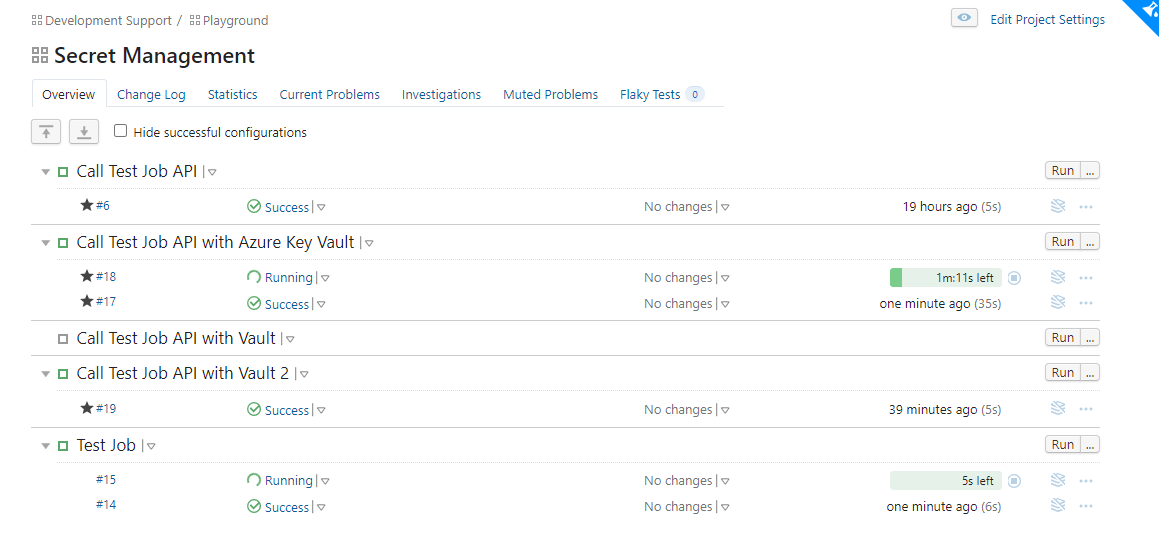 Development Support / Playground
Edit Project Settings
Secret Management
Overview Change Log Statistics Current Problems Investigations Muted Problems Flaky Tests 0
Hide successful configurations
Call Test Job API Run ...
#6 Success No changes 19 hours ago (5s)
Call Test Job API with Azure Key Vault Run ...
#18 Running No changes 1m:11s left
#17 Success No changes one minute ago (35s)
Call Test Job API with Vault Run ...
Call Test Job API with Vault 2 Run ...
#19 Success No changes 39 minutes ago (5s)
Test Job Run ...
#15 Running No changes 5s left
#14 Success No changes one minute ago (6s)